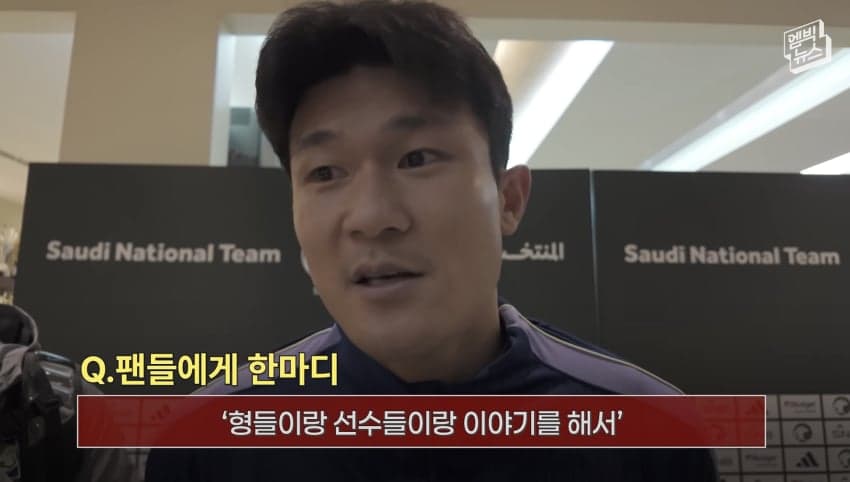 엠빅
뉴스
Saudi National Team
المنتخ
Saudi National Team
Q.팬들에게 한마디
‘형들이랑 선수들이랑 이야기를 해서’